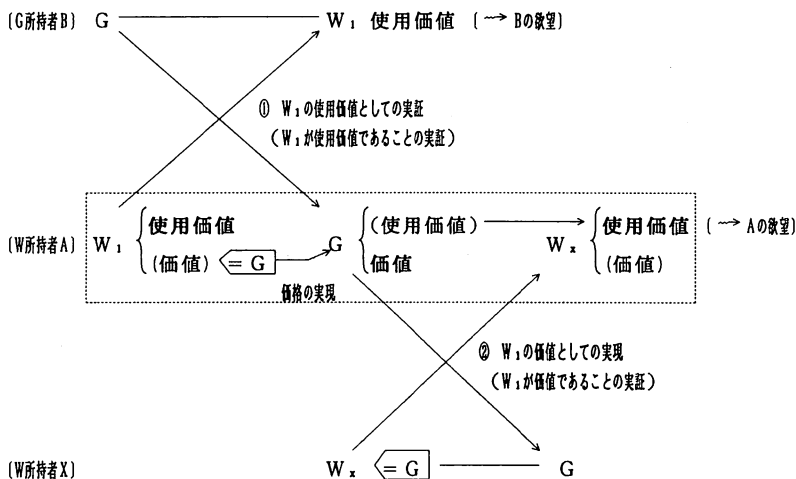 〔G所持者B〕 G W₁ 使用価値 (⇝ Bの欲望)
① W₁の使用価値としての実証
(W₁が使用価値であることの実証)
使用価値 (使用価値) 使用価値
〔W所持者A〕 W₁ G Wₓ (⇝ Aの欲望)
(価値) =G 価値 (価値)
価格の実現
② W₁の価値としての実現
(W₁が価値であることの実証)
〔W所持者X〕 Wₓ =G G